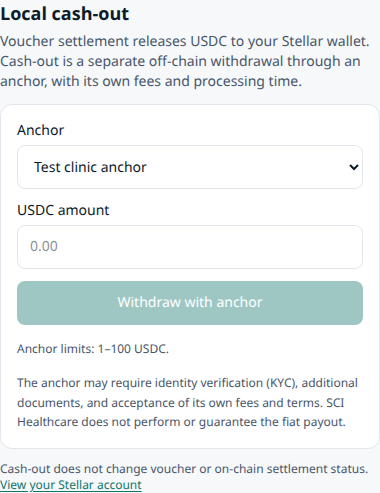 Local cash-out
Voucher settlement releases USDC to your Stellar wallet.
Cash-out is a separate off-chain withdrawal through an
anchor, with its own fees and processing time.
Anchor
Test clinic anchor
USDC amount
0.00
Withdraw with anchor
Anchor limits: 1–100 USDC.
The anchor may require identity verification (KYC), additional
documents, and acceptance of its own fees and terms. SCI
Healthcare does not perform or guarantee the fiat payout.
Cash-out does not change voucher or on-chain settlement status.
View your Stellar account